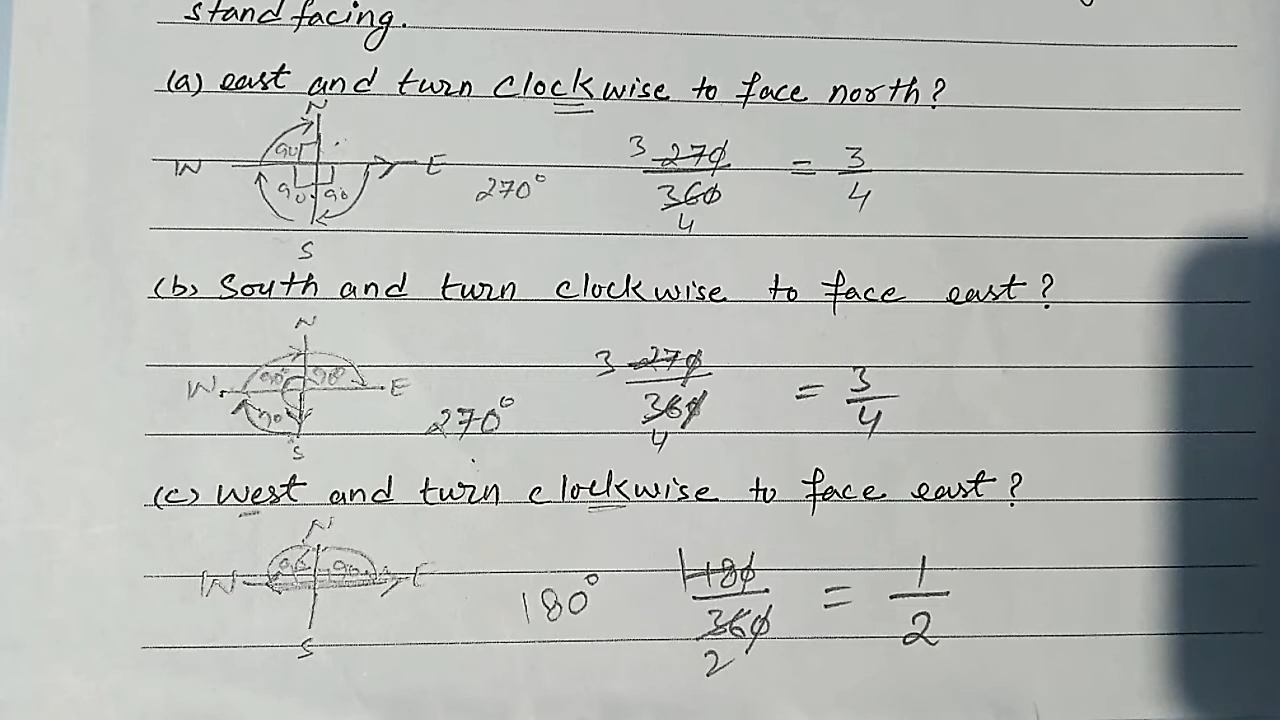 stand facing.
(a) east and turn clockwise to face north?
N
90
W E 270° 3 270/360 4 = 3/4
90 90
S
(b) South and turn clockwise to face east?
N
90° 90
W E 270° 3 270/360 4 = 3/4
90
S
(c) west and turn clockwise to face east?
N
90 90
W E 180° 1 180/360 2 = 1/2
S